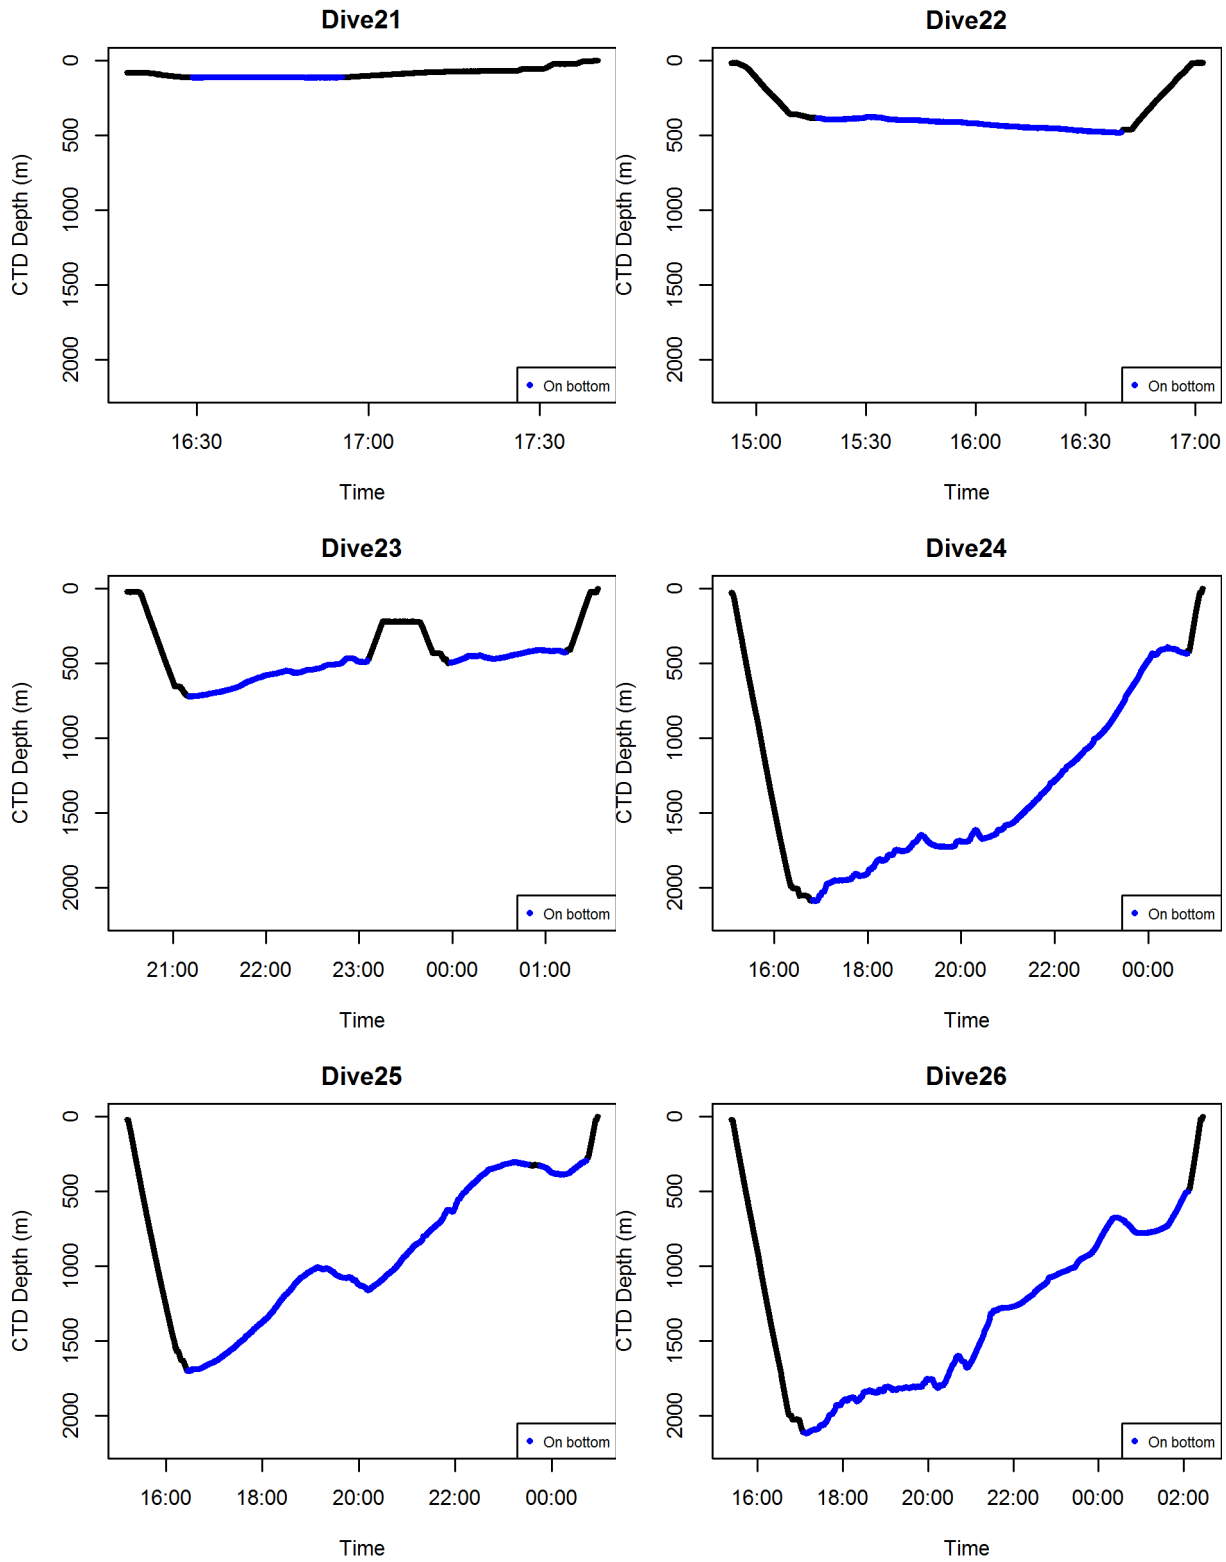 Dive21
CTD Depth (m)
0
500
1000
1500
2000
On bottom
16:30 17:00 17:30
Time
Dive22
CTD Depth (m)
0
500
1000
1500
2000
On bottom
15:00 15:30 16:00 16:30 17:00
Time
Dive23
CTD Depth (m)
0
500
1000
1500
2000
On bottom
21:00 22:00 23:00 00:00 01:00
Time
Dive24
CTD Depth (m)
0
500
1000
1500
2000
On bottom
16:00 18:00 20:00 22:00 00:00
Time
Dive25
CTD Depth (m)
0
500
1000
1500
2000
On bottom
16:00 18:00 20:00 22:00 00:00
Time
Dive26
CTD Depth (m)
0
500
1000
1500
2000
On bottom
16:00 18:00 20:00 22:00 00:00 02:00
Time